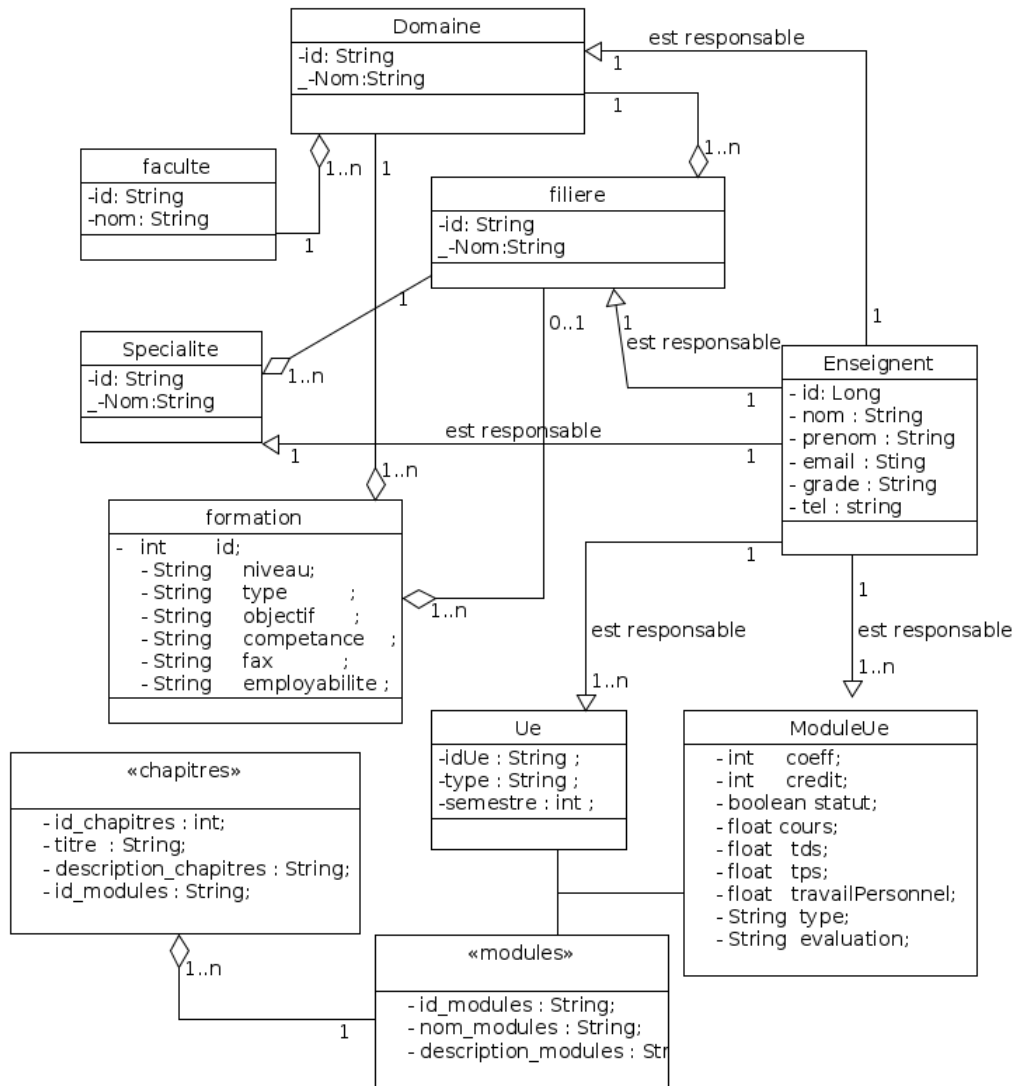 Domaine
-id: String
_-Nom:String
est responsable
1
1
1..n
1
1..n
faculte
-id: String
-nom: String
1
filiere
-id: String
_-Nom:String
1
0..1
1
est responsable
1
1
Specialite
-id: String
_-Nom:String
1..n
est responsable
1
1
Enseignent
- id: Long
- nom : String
- prenom : String
- email : Sting
- grade : String
- tel : string
1..n
formation
- int id;
- String niveau;
- String type ;
- String objectif ;
- String competance ;
- String fax ;
- String employabilite ;
1..n
1
est responsable
1..n
1
est responsable
1..n
Ue
-idUe : String ;
-type : String ;
-semestre : int ;
ModuleUe
- int coeff;
- int credit;
- boolean statut;
- float cours;
- float tds;
- float tps;
- float travailPersonnel;
- String type;
- String evaluation;
«chapitres»
- id_chapitres : int;
- titre : String;
- description_chapitres : String;
- id_modules : String;
1..n
1
«modules»
- id_modules : String;
- nom_modules : String;
- description_modules : Str